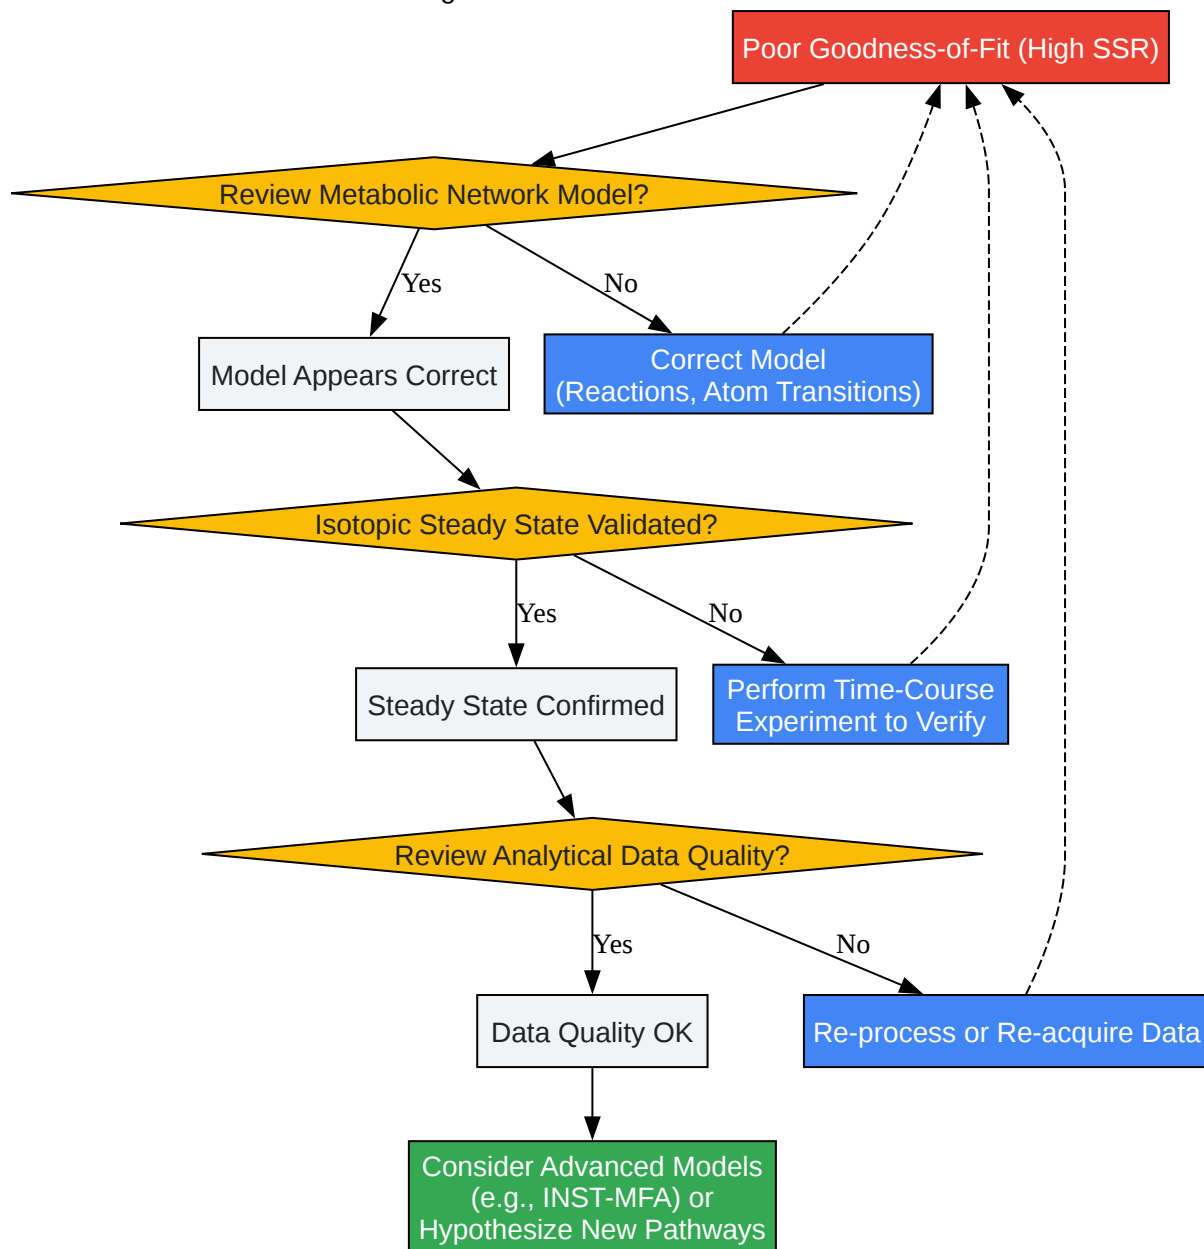 Poor Goodness-of-Fit (High SSR)
Review Metabolic Network Model?
Yes
No
Model Appears Correct
Correct Model
(Reactions, Atom Transitions)
Isotopic Steady State Validated?
Yes
No
Steady State Confirmed
Perform Time-Course
Experiment to Verify
Review Analytical Data Quality?
Yes
No
Data Quality OK
Re-process or Re-acquire Data
Consider Advanced Models
(e.g., INST-MFA) or
Hypothesize New Pathways